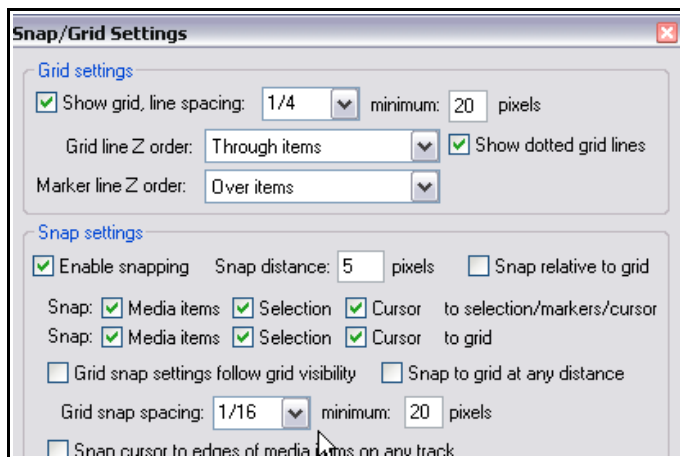 Snap/Grid Settings
Grid settings
Show grid, line spacing: 1/4 minimum: 20 pixels
Grid line Z order: Through items Show dotted grid lines
Marker line Z order: Over items
Snap settings
Enable snapping Snap distance: 5 pixels Snap relative to grid
Snap: Media items Selection Cursor to selection/markers/cursor
Snap: Media items Selection Cursor to grid
Grid snap settings follow grid visibility Snap to grid at any distance
Grid snap spacing: 1/16 minimum: 20 pixels
Snap cursor to edges of media items on any track